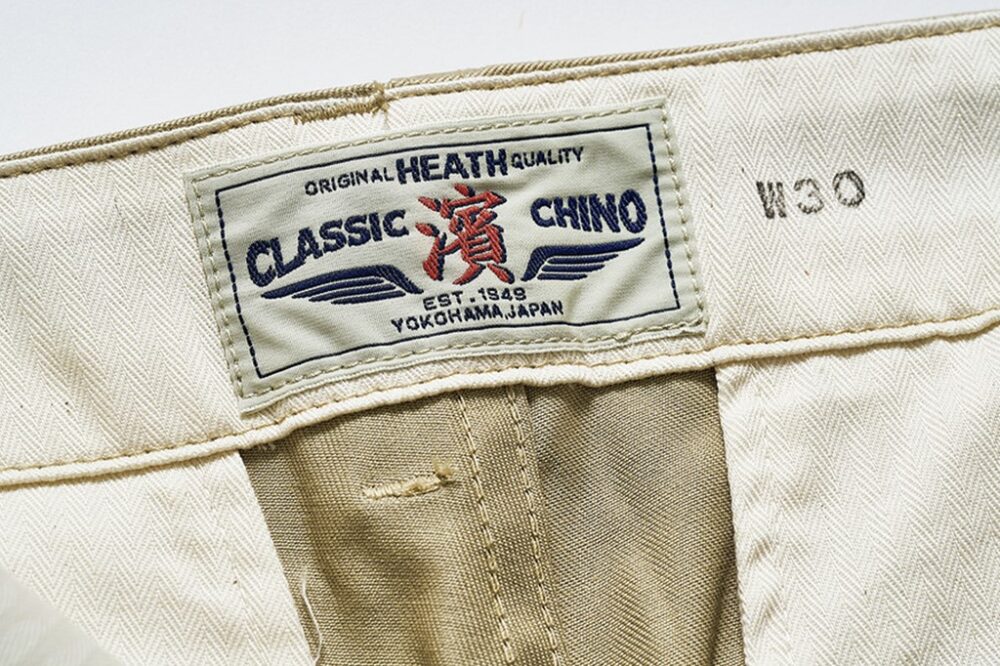 ORIGINAL HEATH QUALITY
CLASSIC 濱 CHINO
EST. 1949
YOKOHAMA, JAPAN
W30